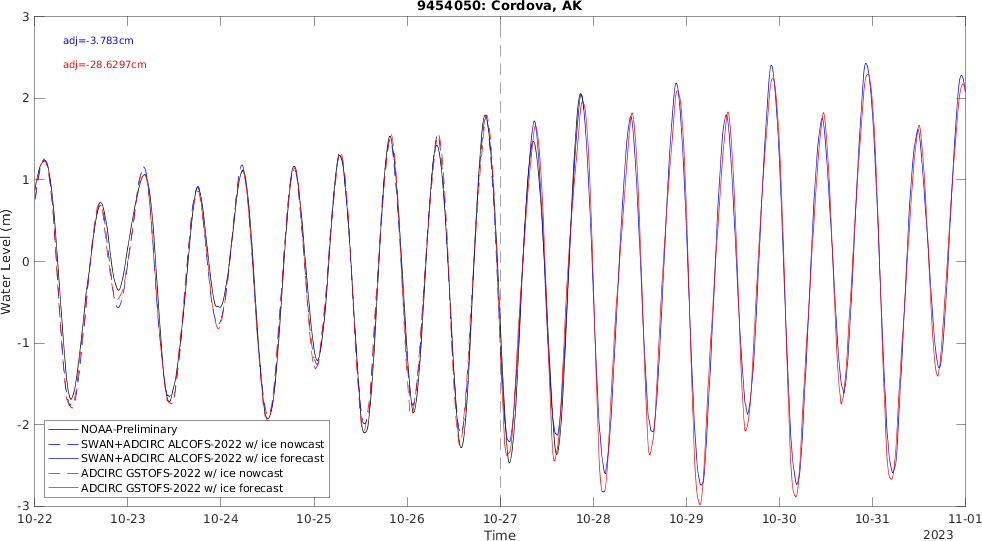 9454050: Cordova, AK
adj=-3.783cm
adj=-28.6297cm
3
2
1
0
-1
-2
-3
Water Level (m)
NOAA-Preliminary
SWAN+ADCIRC ALCOFS-2022 w/ ice nowcast
SWAN+ADCIRC ALCOFS-2022 w/ ice forecast
ADCIRC GSTOFS-2022 w/ ice nowcast
ADCIRC GSTOFS-2022 w/ ice forecast
10-22 10-23 10-24 10-25 10-26 10-27 10-28 10-29 10-30 10-31 11-01
Time 2023